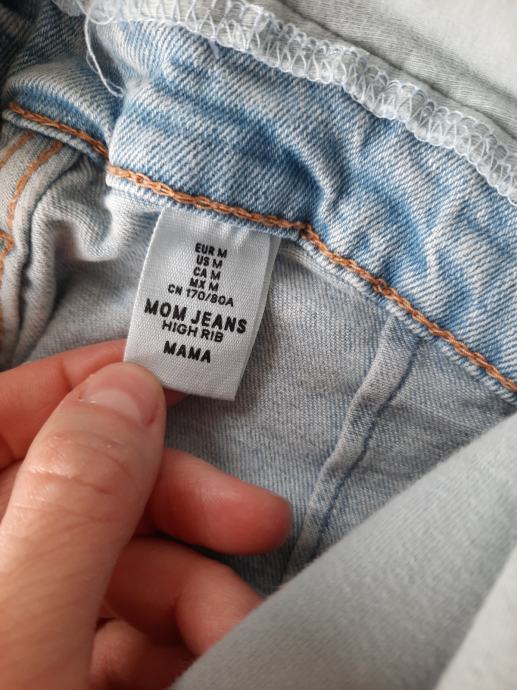 EUR M
US M
CA M
MX M
CN 170/80A
MOM JEANS
HIGH RIB
MAMA